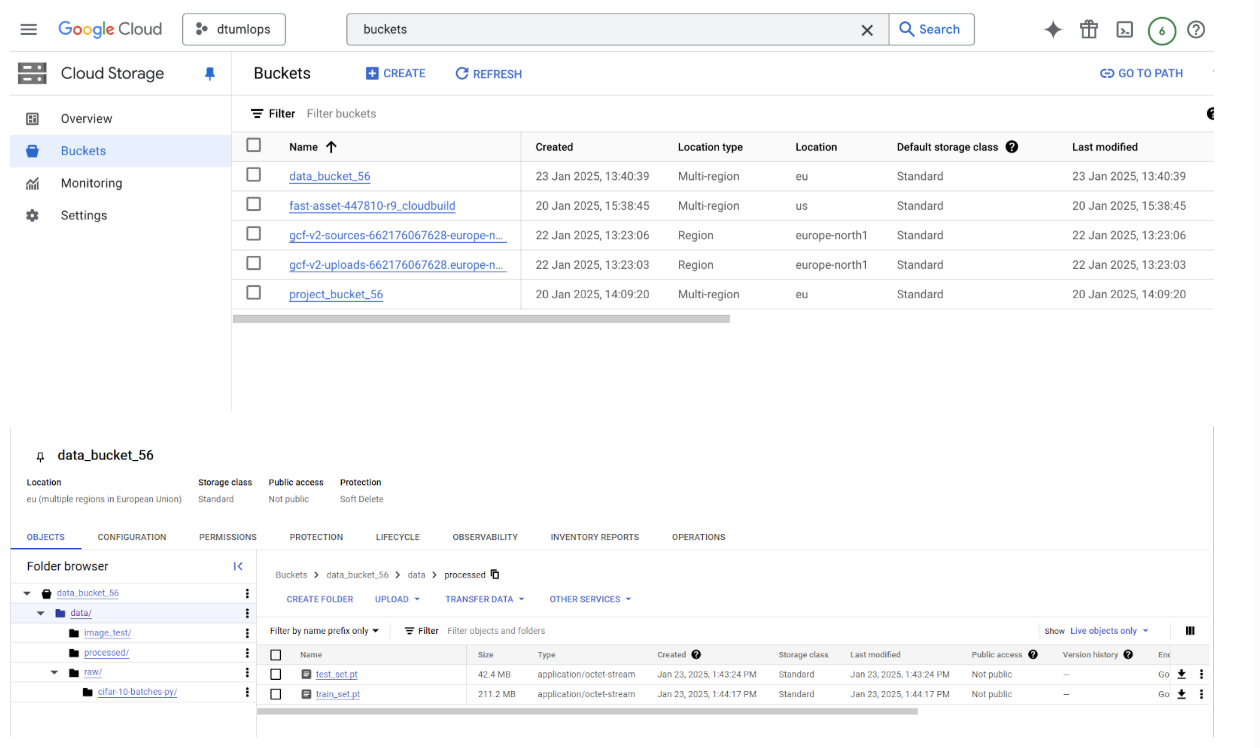 Google Cloud dtumlops buckets Search 6
Cloud Storage Buckets CREATE REFRESH GO TO PATH
Filter Filter buckets
Overview
Buckets
Monitoring
Settings
Name Created Location type Location Default storage class Last modified
data_bucket_56 23 Jan 2025, 13:40:39 Multi-region eu Standard 23 Jan 2025, 13:40:39
fast-asset-447810-r9_cloudbuild 20 Jan 2025, 15:38:45 Multi-region us Standard 20 Jan 2025, 15:38:45
gcf-v2-sources-662176067628-europe-n... 22 Jan 2025, 13:23:06 Region europe-north1 Standard 22 Jan 2025, 13:23:06
gcf-v2-uploads-662176067628.europe-n... 22 Jan 2025, 13:23:03 Region europe-north1 Standard 22 Jan 2025, 13:23:03
project_bucket_56 20 Jan 2025, 14:09:20 Multi-region eu Standard 20 Jan 2025, 14:09:20
data_bucket_56
Location Storage class Public access Protection
eu (multiple regions in European Union) Standard Not public Soft Delete
OBJECTS CONFIGURATION PERMISSIONS PROTECTION LIFECYCLE OBSERVABILITY INVENTORY REPORTS OPERATIONS
Folder browser
data_bucket_56
data/
image_test/
processed/
raw/
cifar-10-batches-py/
Buckets > data_bucket_56 > data > processed
CREATE FOLDER UPLOAD TRANSFER DATA OTHER SERVICES
Filter by name prefix only Filter Filter objects and folders Show Live objects only
Name Size Type Created Storage class Last modified Public access Version history En
test_set.pt 42.4 MB application/octet-stream Jan 23, 2025, 1:43:24 PM Standard Jan 23, 2025, 1:43:24 PM Not public — Go
train_set.pt 211.2 MB application/octet-stream Jan 23, 2025, 1:44:17 PM Standard Jan 23, 2025, 1:44:17 PM Not public — Go